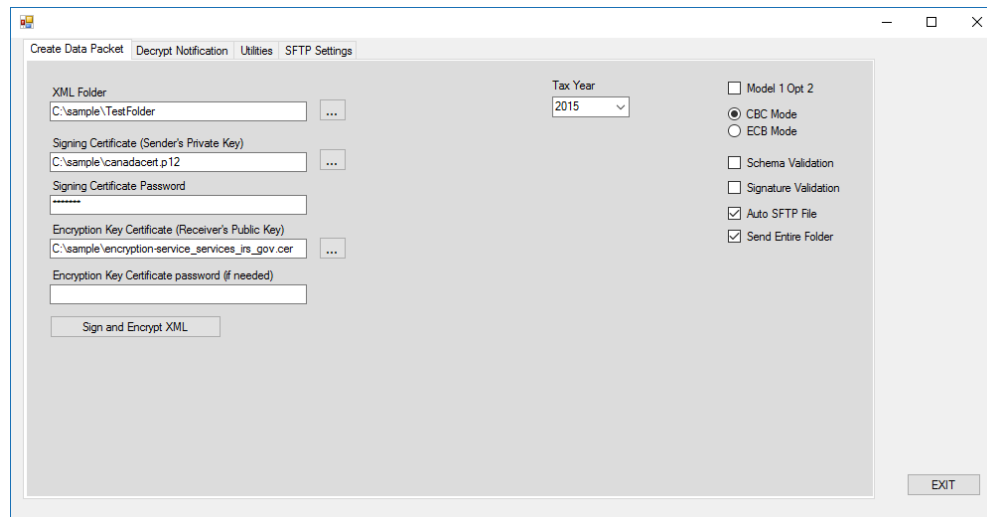 Create Data Packet Decrypt Notification Utilities SFTP Settings
XML Folder
C:\sample\TestFolder
...
Signing Certificate (Sender's Private Key)
C:\sample\canadacert.p12
...
Signing Certificate Password
Encryption Key Certificate (Receiver's Public Key)
C:\sample\encryption-service_services_irs_gov.cer
...
Encryption Key Certificate password (if needed)
Sign and Encrypt XML
Tax Year
2015
Model 1 Opt 2
CBC Mode
ECB Mode
Schema Validation
Signature Validation
Auto SFTP File
Send Entire Folder
EXIT